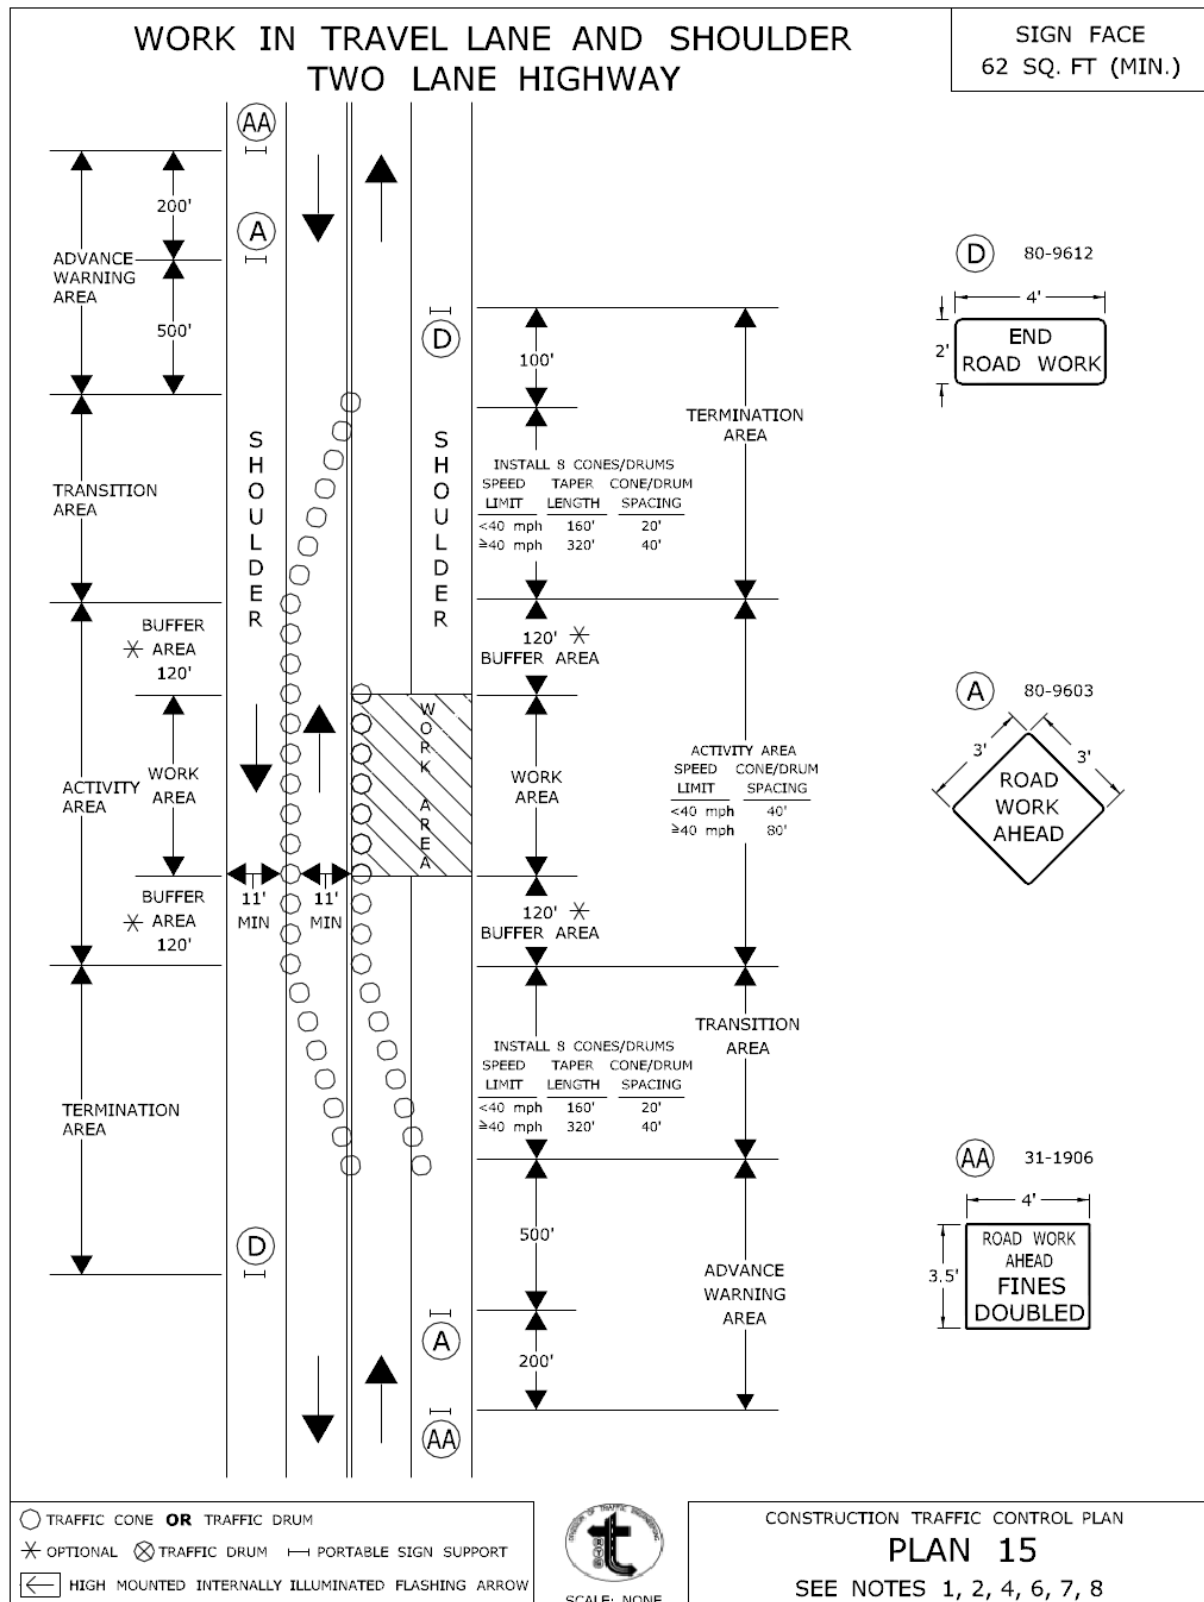 WORK IN TRAVEL LANE AND SHOULDER
TWO LANE HIGHWAY
SIGN FACE
62 SQ. FT (MIN.)
AA
200'
A
ADVANCE
WARNING
AREA
500'
TRANSITION
AREA
SHOULDER
BUFFER
AREA
120'
ACTIVITY
AREA
WORK
AREA
11'
MIN
11'
MIN
BUFFER
AREA
120'
TERMINATION
AREA
D
D
SHOULDER
100'
TERMINATION
AREA
INSTALL 8 CONES/DRUMS
SPEED TAPER CONE/DRUM
LIMIT LENGTH SPACING
<40 mph 160' 20'
≥40 mph 320' 40'
120'
BUFFER AREA
WORK AREA
WORK
AREA
ACTIVITY AREA
SPEED CONE/DRUM
LIMIT SPACING
<40 mph 40'
≥40 mph 80'
120'
BUFFER AREA
TRANSITION
AREA
INSTALL 8 CONES/DRUMS
SPEED TAPER CONE/DRUM
LIMIT LENGTH SPACING
<40 mph 160' 20'
≥40 mph 320' 40'
500'
ADVANCE
WARNING
AREA
A
200'
AA
D 80-9612
4'
2'
END
ROAD WORK
A 80-9603
3' 3'
ROAD
WORK
AHEAD
AA 31-1906
4'
3.5'
ROAD WORK
AHEAD
FINES
DOUBLED
TRAFFIC CONE OR TRAFFIC DRUM
OPTIONAL TRAFFIC DRUM PORTABLE SIGN SUPPORT
HIGH MOUNTED INTERNALLY ILLUMINATED FLASHING ARROW
DIVISION OF TRAFFIC ENGINEERING
SCALE: NONE
CONSTRUCTION TRAFFIC CONTROL PLAN
PLAN 15
SEE NOTES 1, 2, 4, 6, 7, 8